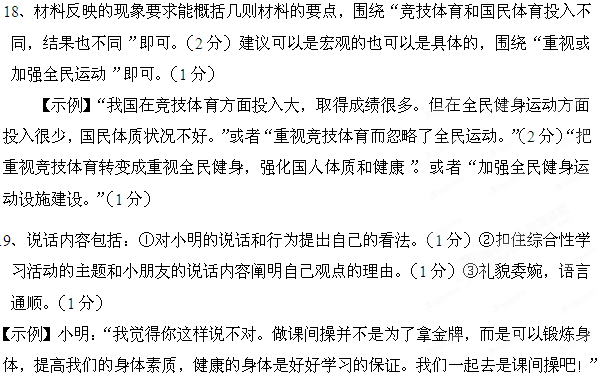 18、材料反映的现象要求能概括几则材料的要点，围绕“竞技体育和国民体育投入不
同，结果也不同 ”即可。（2 分）建议可以是宏观的也可以是具体的，围绕“重视或
加强全民运动 ”即可。（1 分）
【示例】“我国在竞技体育方面投入大，取得成绩很多。但在全民健身运动方面
投入很少，国民体质状况不好。”或者“重视竞技体育而忽略了全民运动。”（2 分）“把
重视竞技体育转变成重视全民健身，强化国人体质和健康 ”。或者 “加强全民健身运
动设施建设。”（1 分）
9、说话内容包括：①对小明的说话和行为提出自己的看法。（1 分）②扣住综合性学
习活动的主题和小朋友的说话内容阐明自己观点的理由。（1 分）③礼貌委婉，语言
通顺。（1 分）
【示例】小明：“我觉得你这样说不对。做课间操并不是为了拿金牌，而是可以锻炼身
体，提高我们的身体素质，健康的身体是好好学习的保证。我们一起去是课间操吧！”